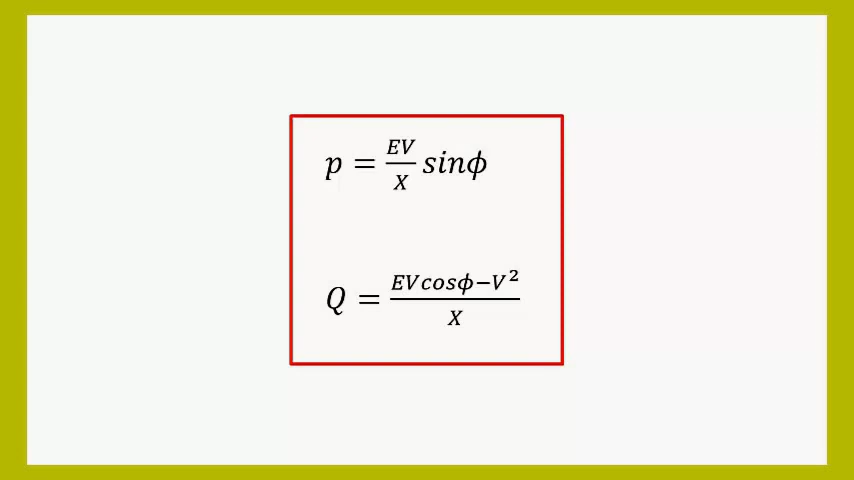 p = EV/X sinϕ
Q = EVcosϕ−V²/X